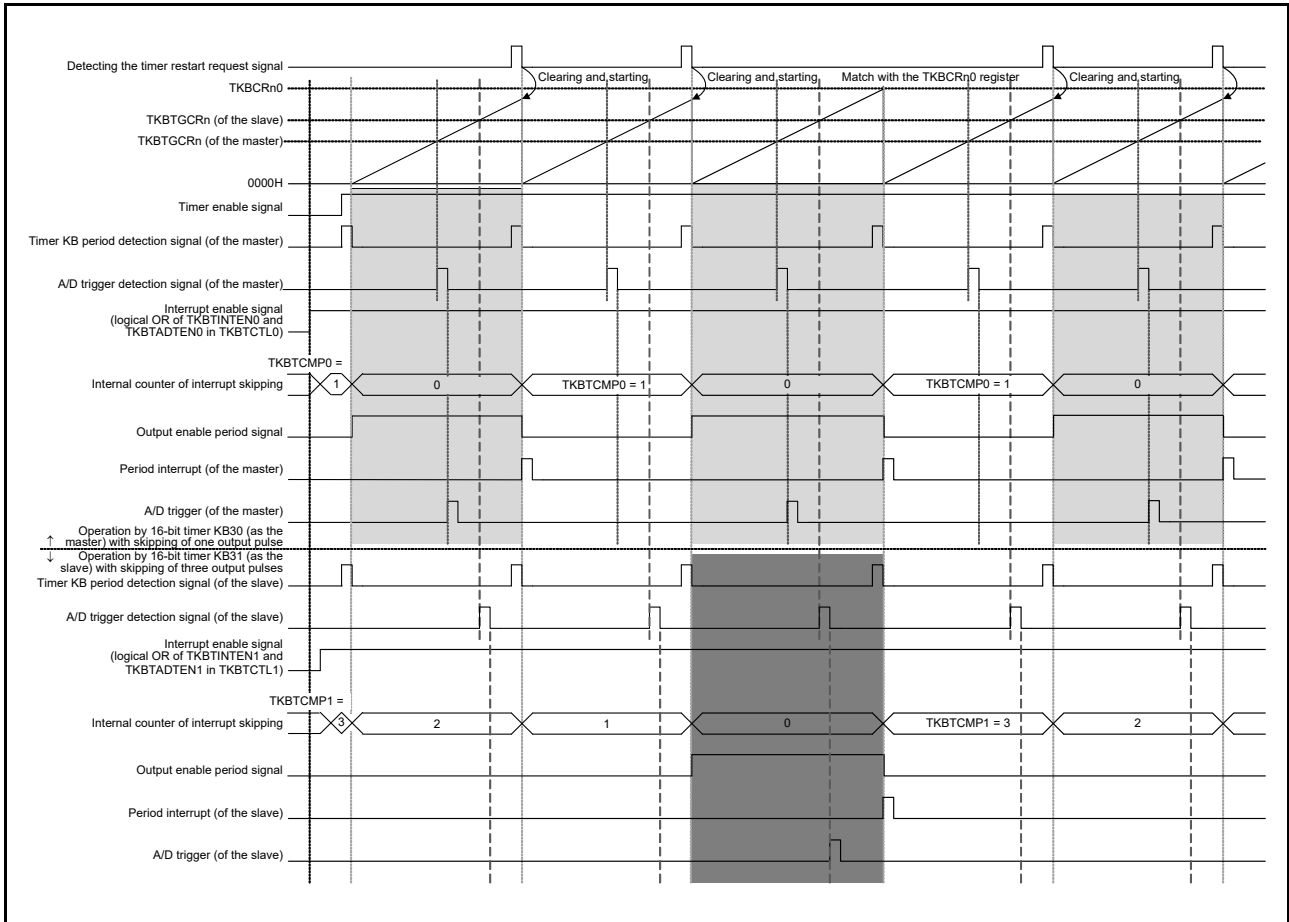 Detecting the timer restart request signal
Clearing and starting
Clearing and starting
Match with the TKBCRn0 register
Clearing and starting
TKBCRn0
TKBTGCRn (of the slave)
TKBTGCRn (of the master)
0000H
Timer enable signal
Timer KB period detection signal (of the master)
A/D trigger detection signal (of the master)
Interrupt enable signal
(logical OR of TKBTINTEN0 and
TKBTADTEN0 in TKBTCTL0)
TKBTCMP0 =
Internal counter of interrupt skipping
1
0
TKBTCMP0 = 1
0
TKBTCMP0 = 1
0
Output enable period signal
Period interrupt (of the master)
A/D trigger (of the master)
↑ Operation by 16-bit timer KB30 (as the
master) with skipping of one output pulse
↓ Operation by 16-bit timer KB31 (as the
slave) with skipping of three output pulses
Timer KB period detection signal (of the slave)
A/D trigger detection signal (of the slave)
Interrupt enable signal
(logical OR of TKBTINTEN1 and
TKBTADTEN1 in TKBTCTL1)
TKBTCMP1 =
Internal counter of interrupt skipping
3
2
1
0
TKBTCMP1 = 3
2
Output enable period signal
Period interrupt (of the slave)
A/D trigger (of the slave)